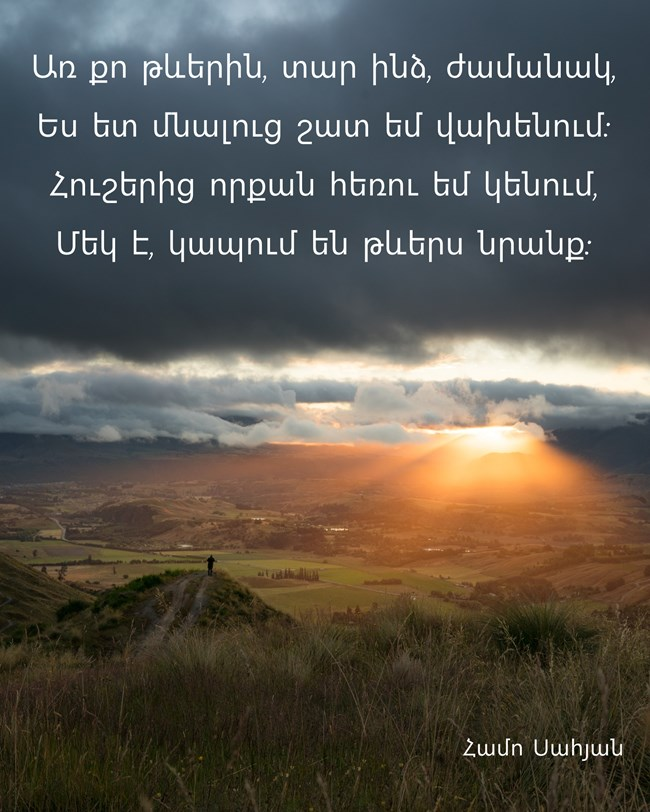 Առ քո թևերին, տար ինձ, ժամանակ,
Ես ետ մնալուց շատ եմ վախենում:
Հուշերից որքան հեռու եմ կենում,
Մեկ է, կապում են թևերս նրանք:
Համո Սահյան